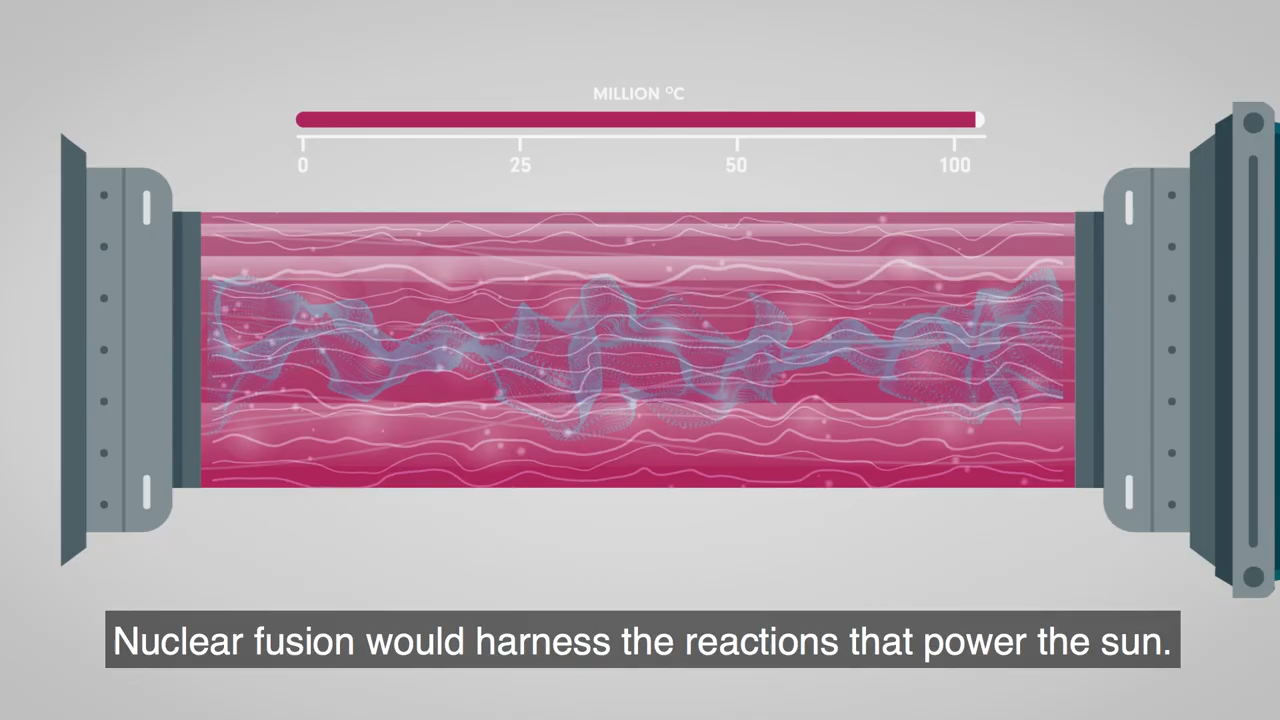 MILLION °C
0 25 50 100
Nuclear fusion would harness the reactions that power the sun.